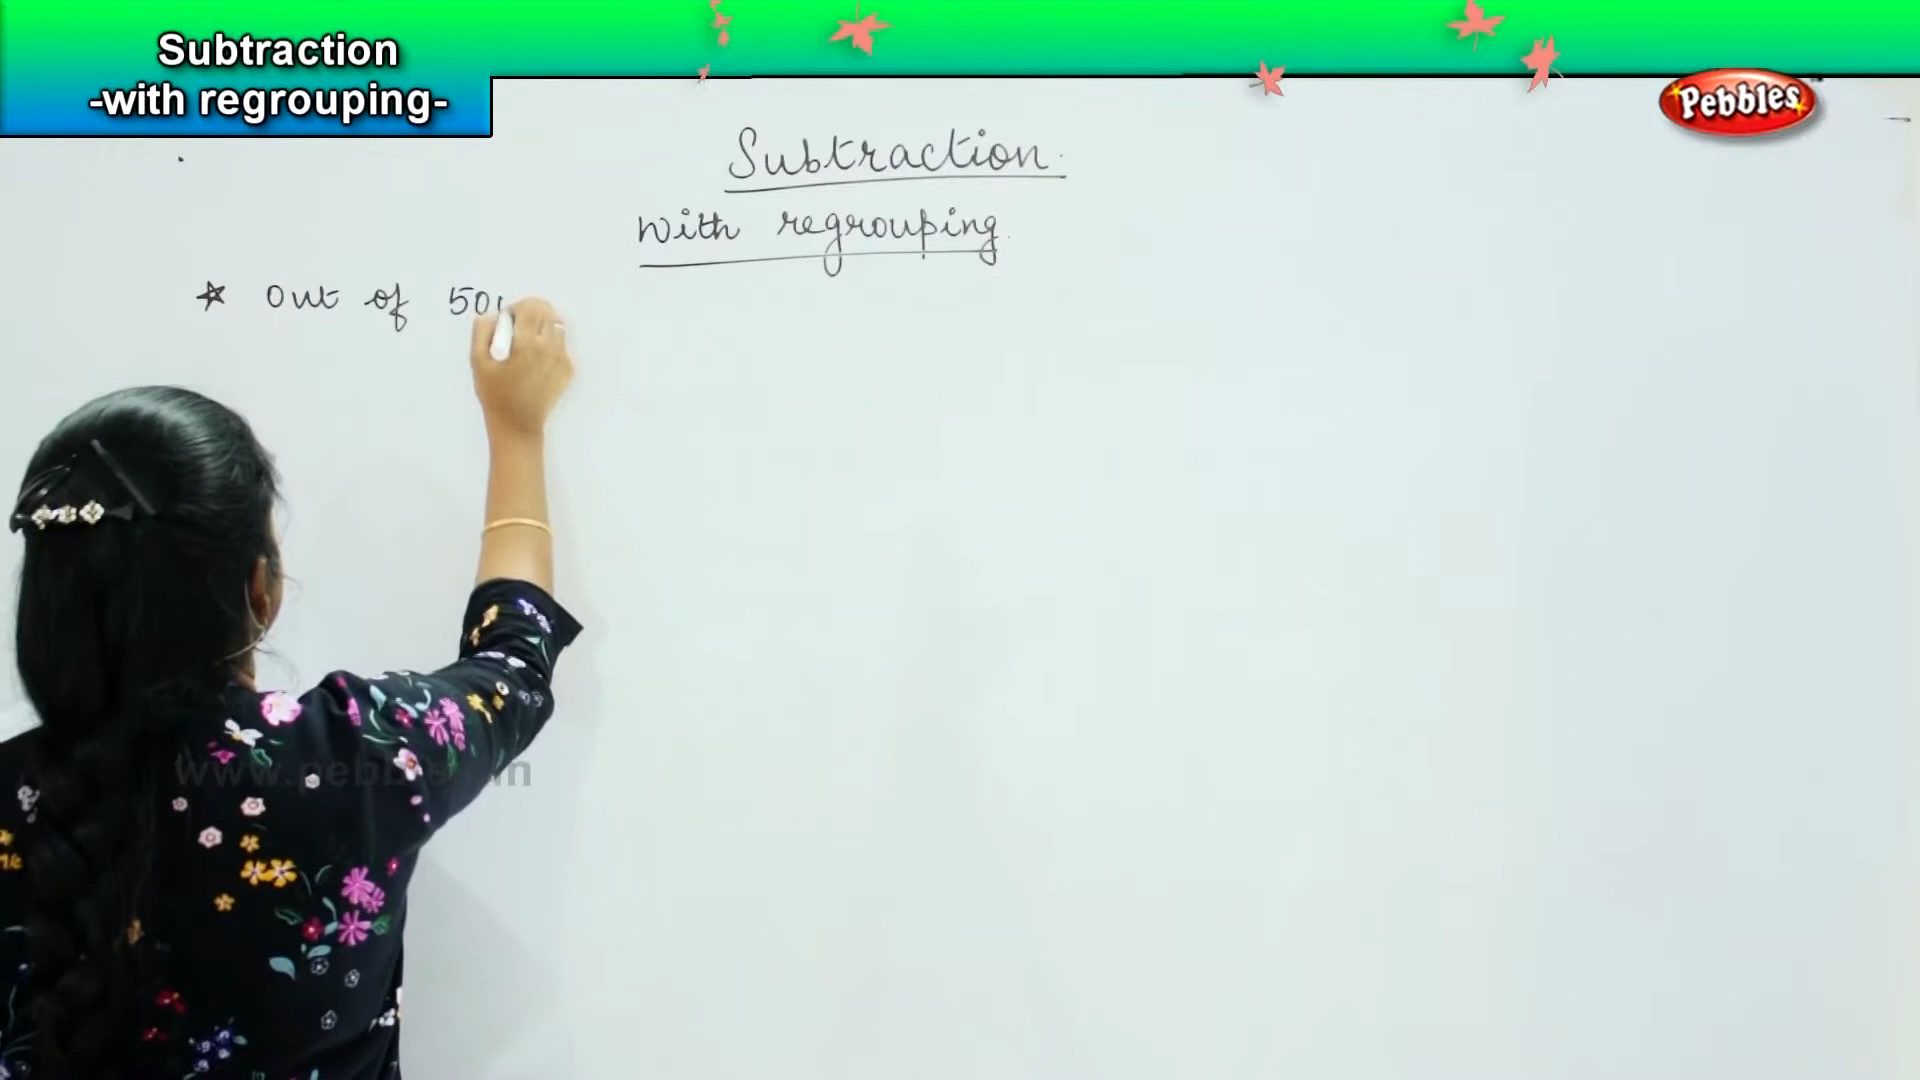 Subtraction
-with regrouping-
Pebbles
Subtraction
With regrouping
Out of